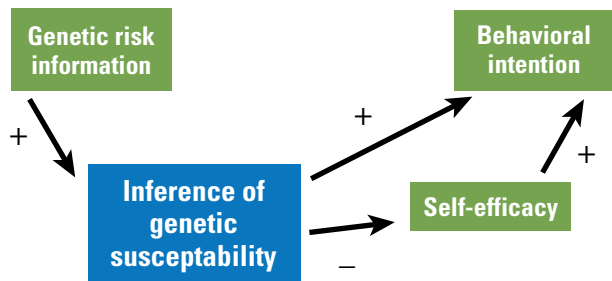 Genetic risk
information
Behavioral
intention
+
+
Inference of
genetic
susceptability
Self-efficacy
+
–